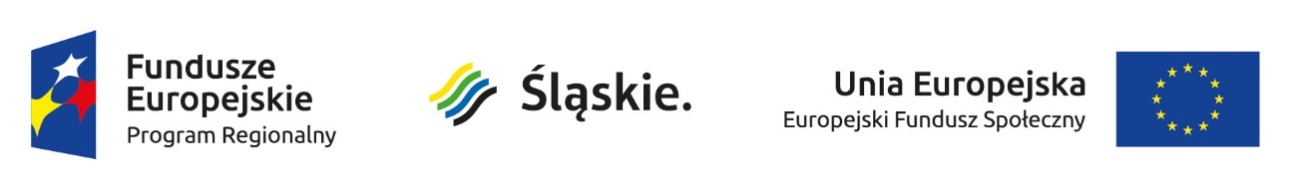 Fundusze
Europejskie
Program Regionalny
Śląskie.
Unia Europejska
Europejski Fundusz Społeczny